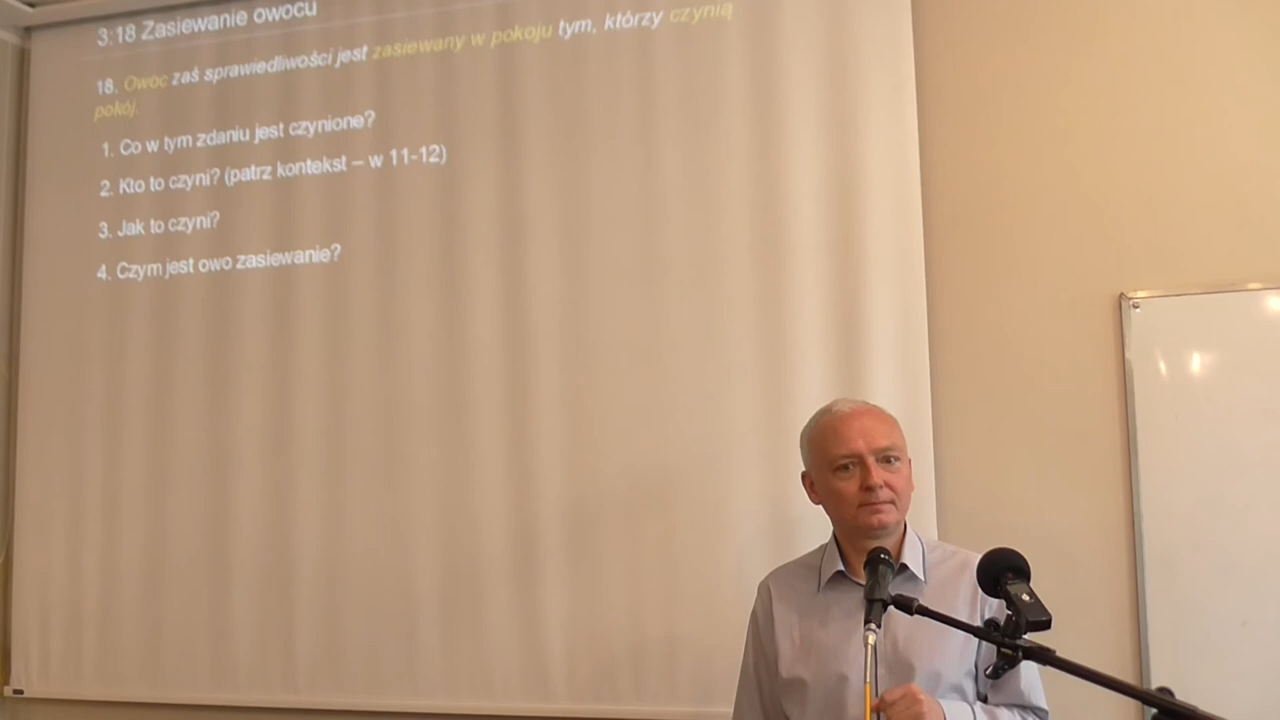 3:18 Zasiewanie owocu
18. Owoc zaś sprawiedliwości jest zasiewany w pokoju tym, którzy czynią
pokój.
1. Co w tym zdaniu jest czynione?
2. Kto to czyni? (patrz kontekst – w 11-12)
3. Jak to czyni?
4. Czym jest owo zasiewanie?